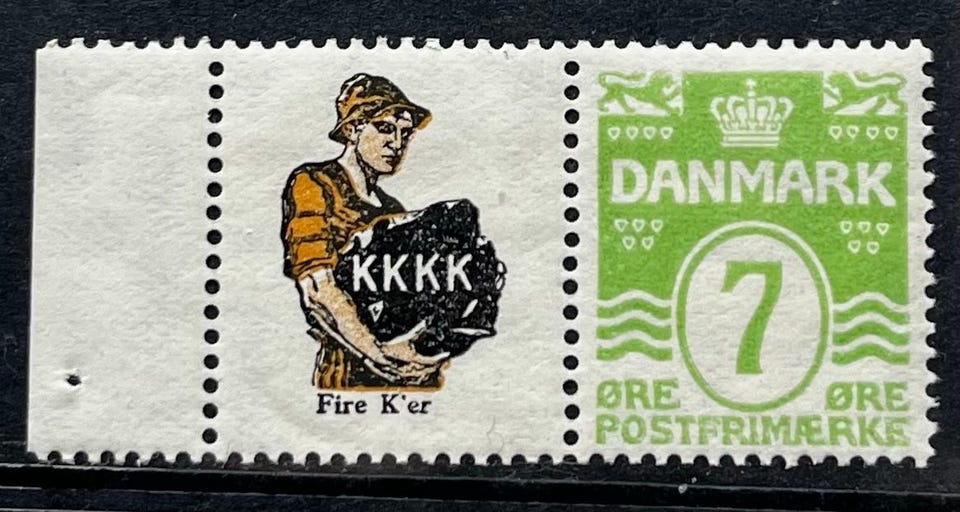 KKKK
Fire K'er
DANMARK
7
ØRE ØRE
POSTFRIMÆRKE